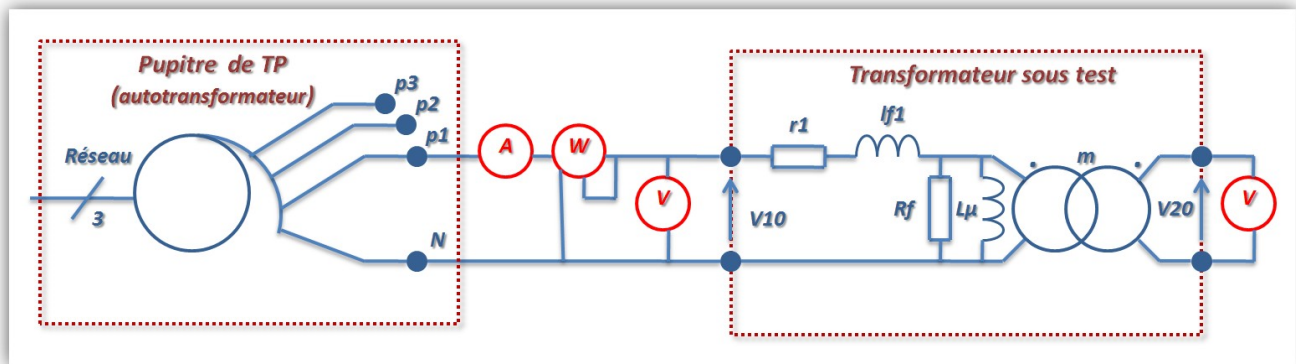 Pupitre de TP
(autotransformateur)
p3
p2
p1
Réseau
3
N
A
W
V
V10
Transformateur sous test
r1
lf1
Rf
Lµ
m
V20
V